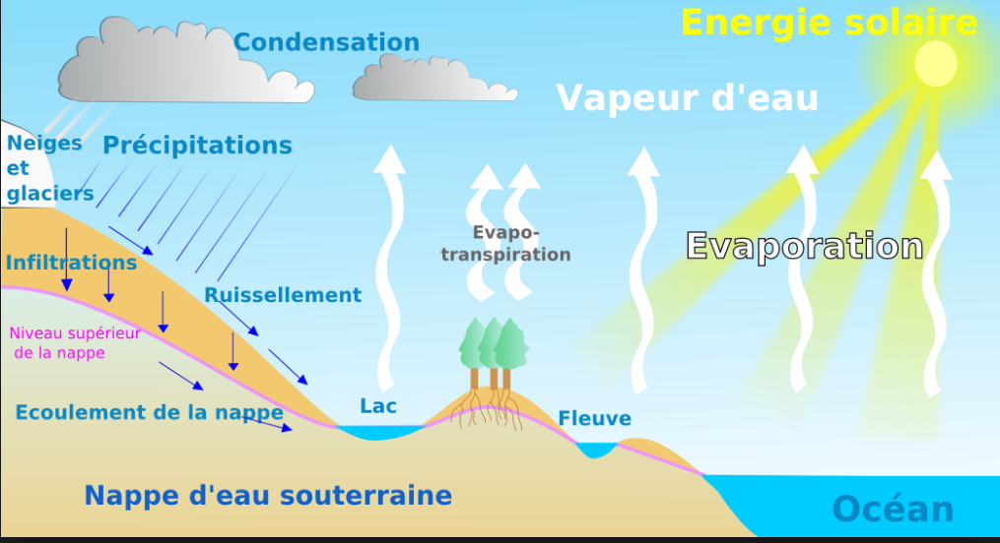 Energie solaire
Condensation
Vapeur d'eau
Neiges
et
glaciers
Précipitations
Evapo-
transpiration
Evaporation
Infiltrations
Ruissellement
Niveau supérieur
de la nappe
Ecoulement de la nappe
Lac
Fleuve
Nappe d'eau souterraine
Océan